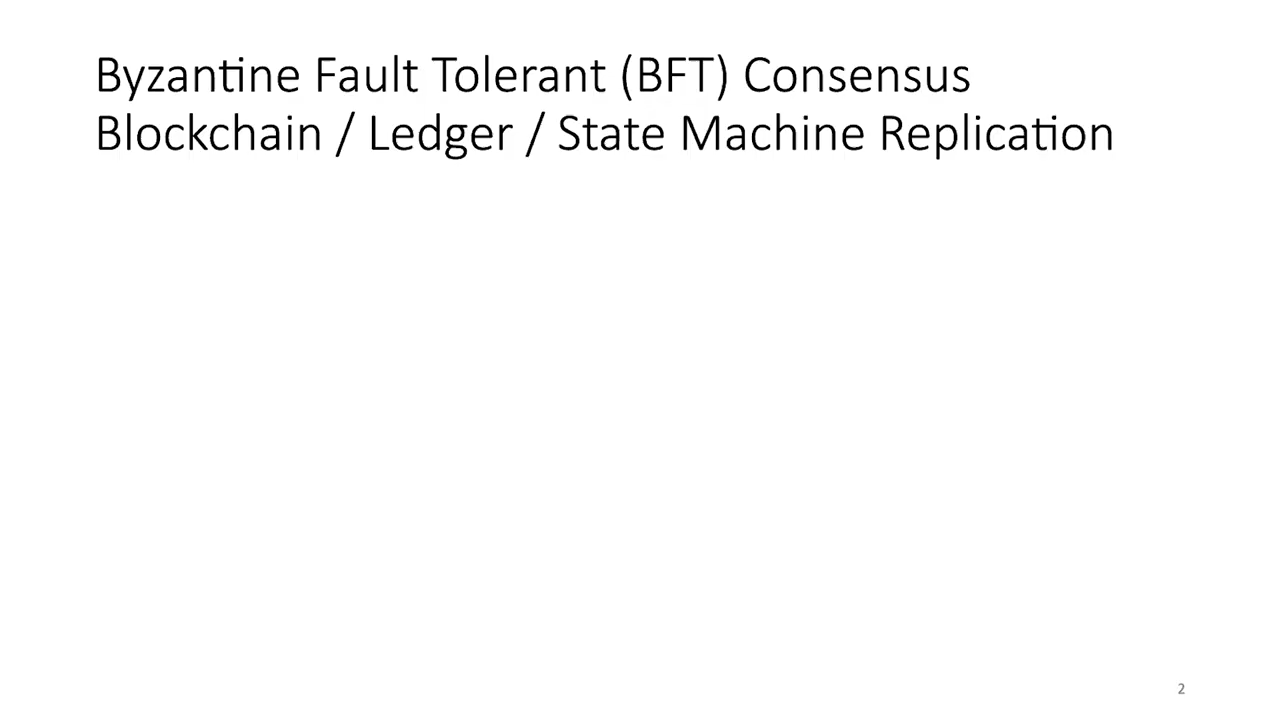 Byzantine Fault Tolerant (BFT) Consensus
Blockchain / Ledger / State Machine Replication
2